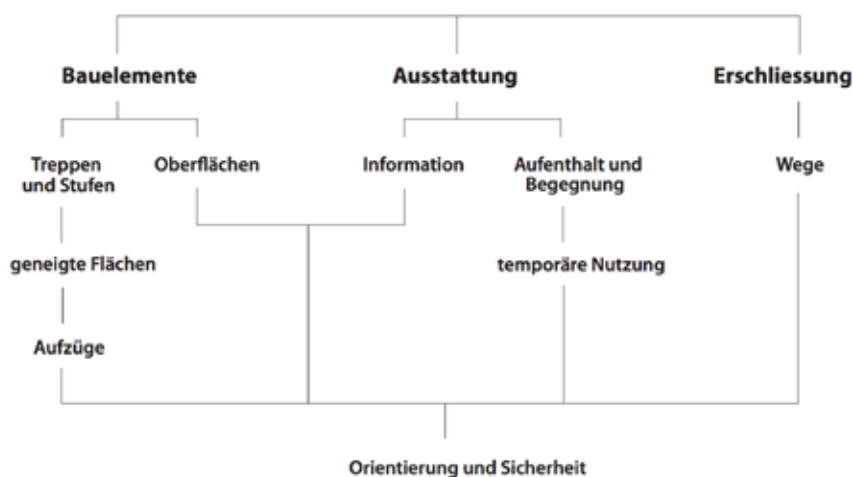 Bauelemente
Ausstattung
Erschliessung
Treppen
und Stufen
Oberflächen
Information
Aufenthalt und
Begegnung
Wege
geneigte Flächen
temporäre Nutzung
Aufzüge
Orientierung und Sicherheit